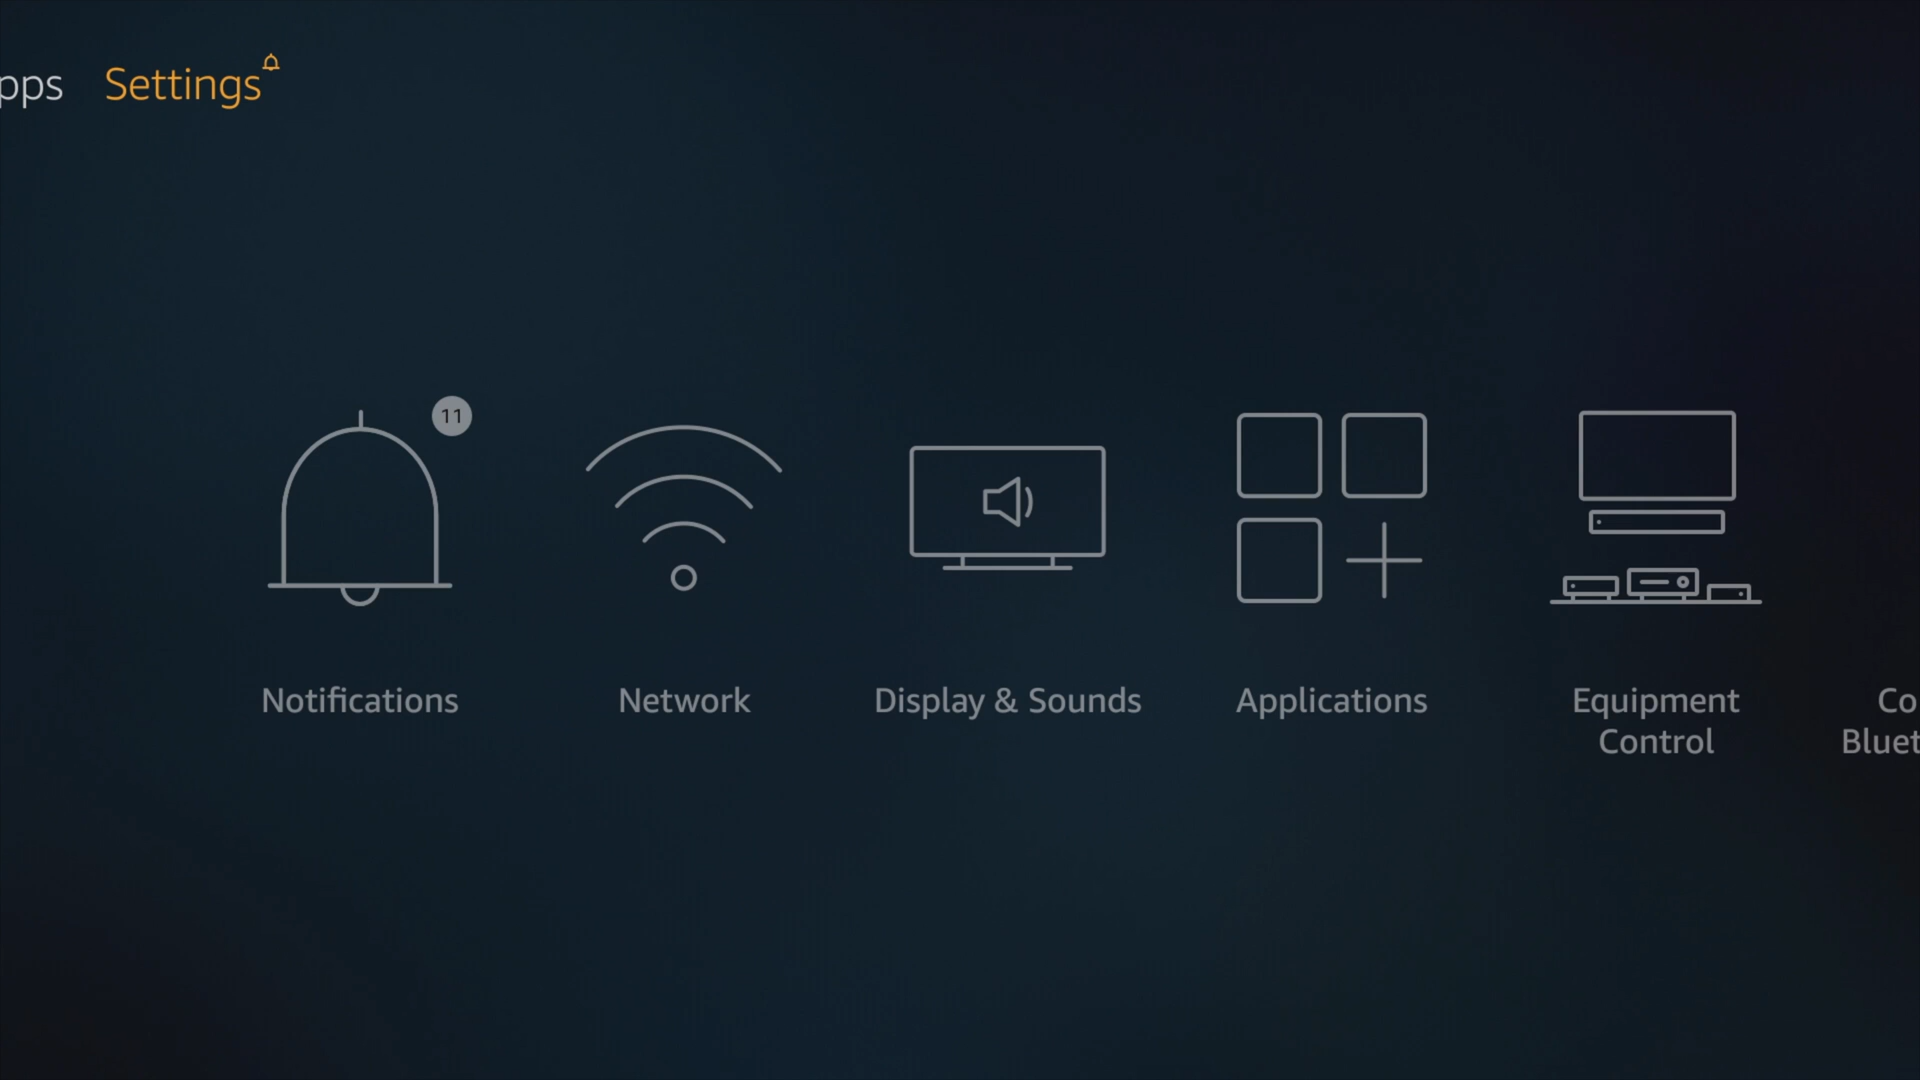 pps Settings
11
Notifications
Network
Display & Sounds
Applications
Equipment
Control
Co
Bluet